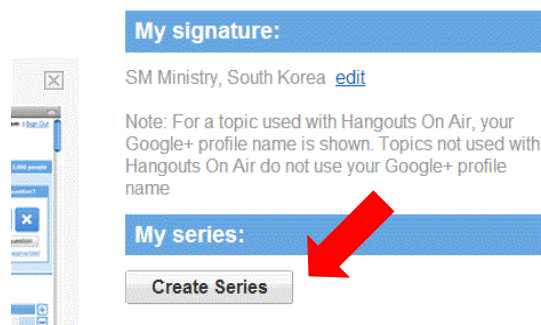 My signature:
SM Ministry, South Korea edit
Note: For a topic used with Hangouts On Air, your
Google+ profile name is shown. Topics not used with
Hangouts On Air do not use your Google+ profile
name
My series:
Create Series
Sign Out